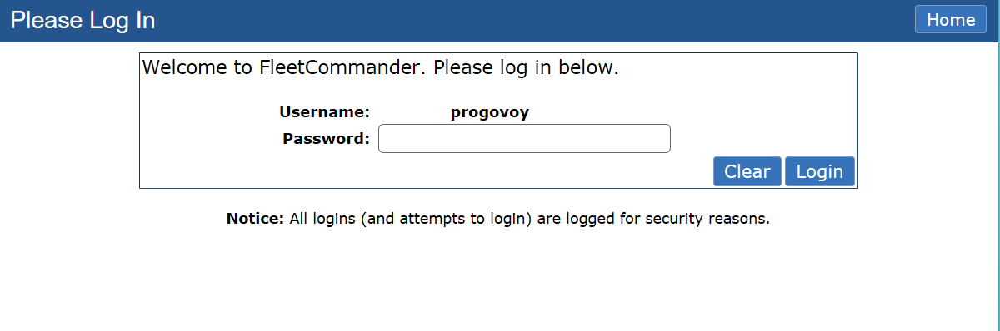 Please Log In
Home
Welcome to FleetCommander. Please log in below.
Username: progovoy
Password:
Clear Login
Notice: All logins (and attempts to login) are logged for security reasons.